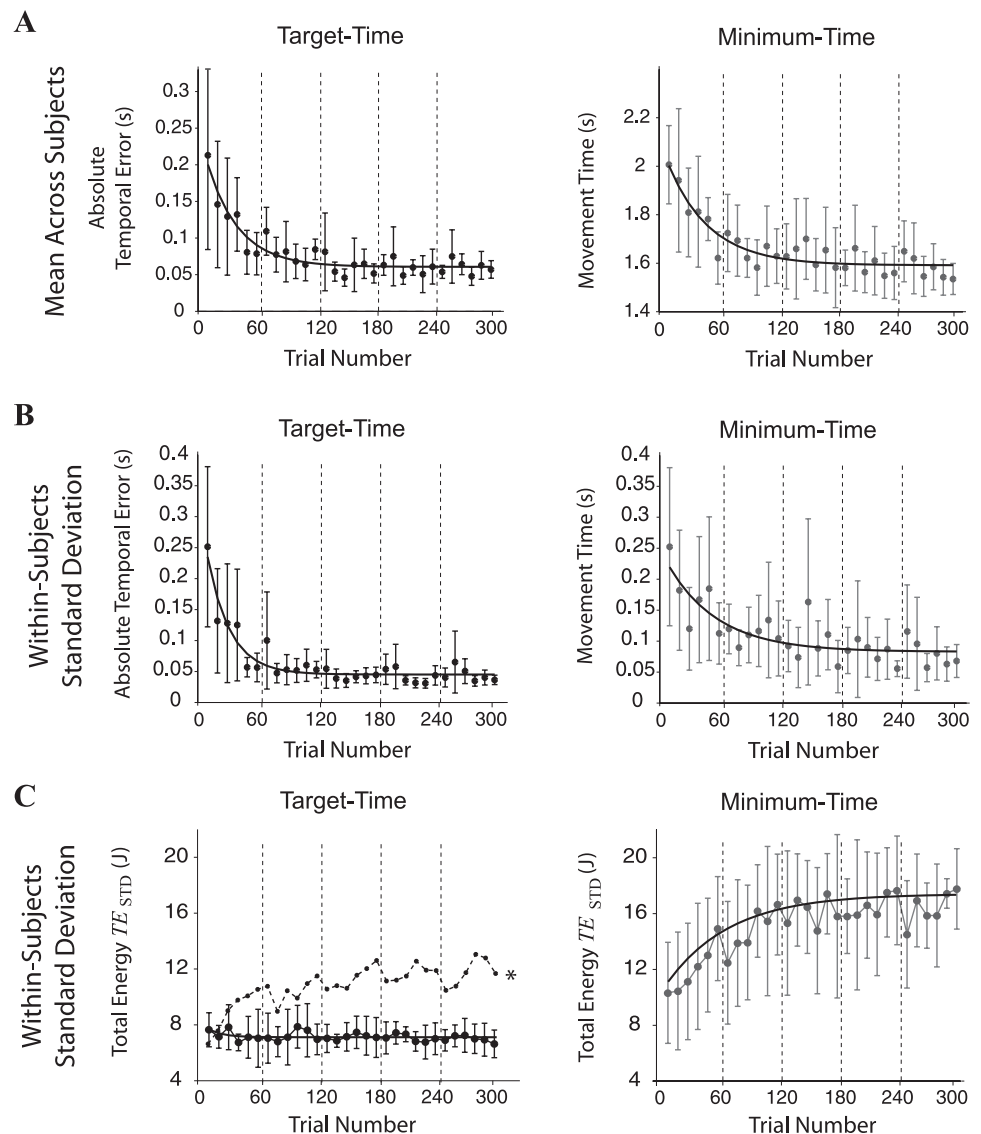 A
Target-Time
Minimum-Time
Mean Across Subjects
Absolute
Temporal Error (s)
0.3
0.2
0.1
0.05
0
0
60
120
180
240
300
Trial Number
Movement Time (s)
2.2
2
1.8
1.6
1.4
0
60
120
180
240
300
Trial Number
B
Target-Time
Minimum-Time
Within-Subjects
Standard Deviation
Absolute Temporal Error (s)
0.4
0.35
0.3
0.25
0.2
0.15
0.1
0.05
0
0
60
120
180
240
300
Trial Number
Movement Time (s)
0.4
0.35
0.3
0.25
0.2
0.15
0.1
0.05
0
0
60
120
180
240
300
Trial Number
C
Target-Time
Minimum-Time
Within-Subjects
Standard Deviation
Total Energy TE STD (J)
20
16
12
8
4
*
0
60
120
180
240
300
Trial Number
Total Energy TE STD (J)
20
16
12
8
4
0
60
120
180
240
300
Trial Number